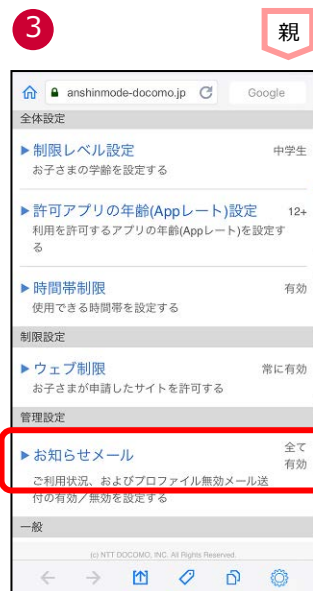 3
親
anshinmode-docomo.jp
Google
全体設定
▶制限レベル設定 中学生
お子さまの学齢を設定する
▶許可アプリの年齢(Appレート)設定 12+
利用を許可するアプリの年齢(Appレート)を設定す
る
▶時間帯制限 有効
使用できる時間帯を設定する
制限設定
▶ウェブ制限 常に有効
お子さまが申請したサイトを許可する
管理設定
▶お知らせメール 全て
有効
ご利用状況、およびプロファイル無効メール送
付の有効/無効を設定する
一般
(c) NTT DOCOMO, INC. All Rights Reserved.